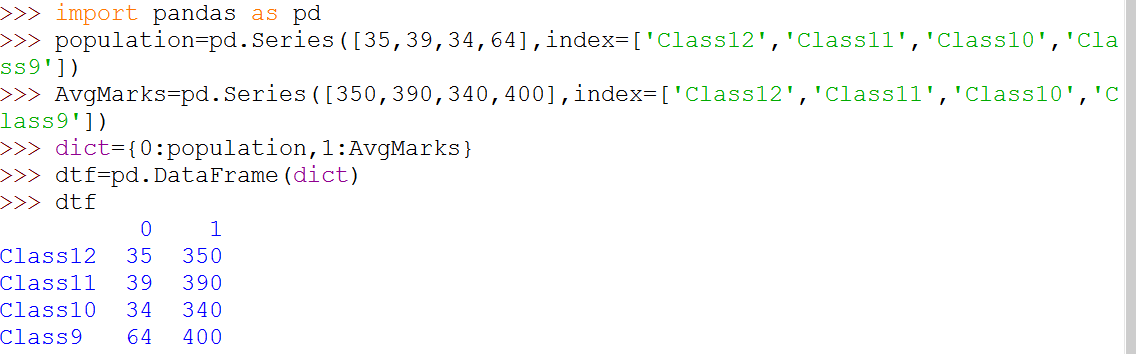 >>> import pandas as pd
>>> population=pd.Series([35,39,34,64],index=['Class12','Class11','Class10','Cla
ss9'])
>>> AvgMarks=pd.Series([350,390,340,400],index=['Class12','Class11','Class10','C
lass9'])
>>> dict={0:population,1:AvgMarks}
>>> dtf=pd.DataFrame(dict)
>>> dtf
          0    1
Class12  35  350
Class11  39  390
Class10  34  340
Class9   64  400